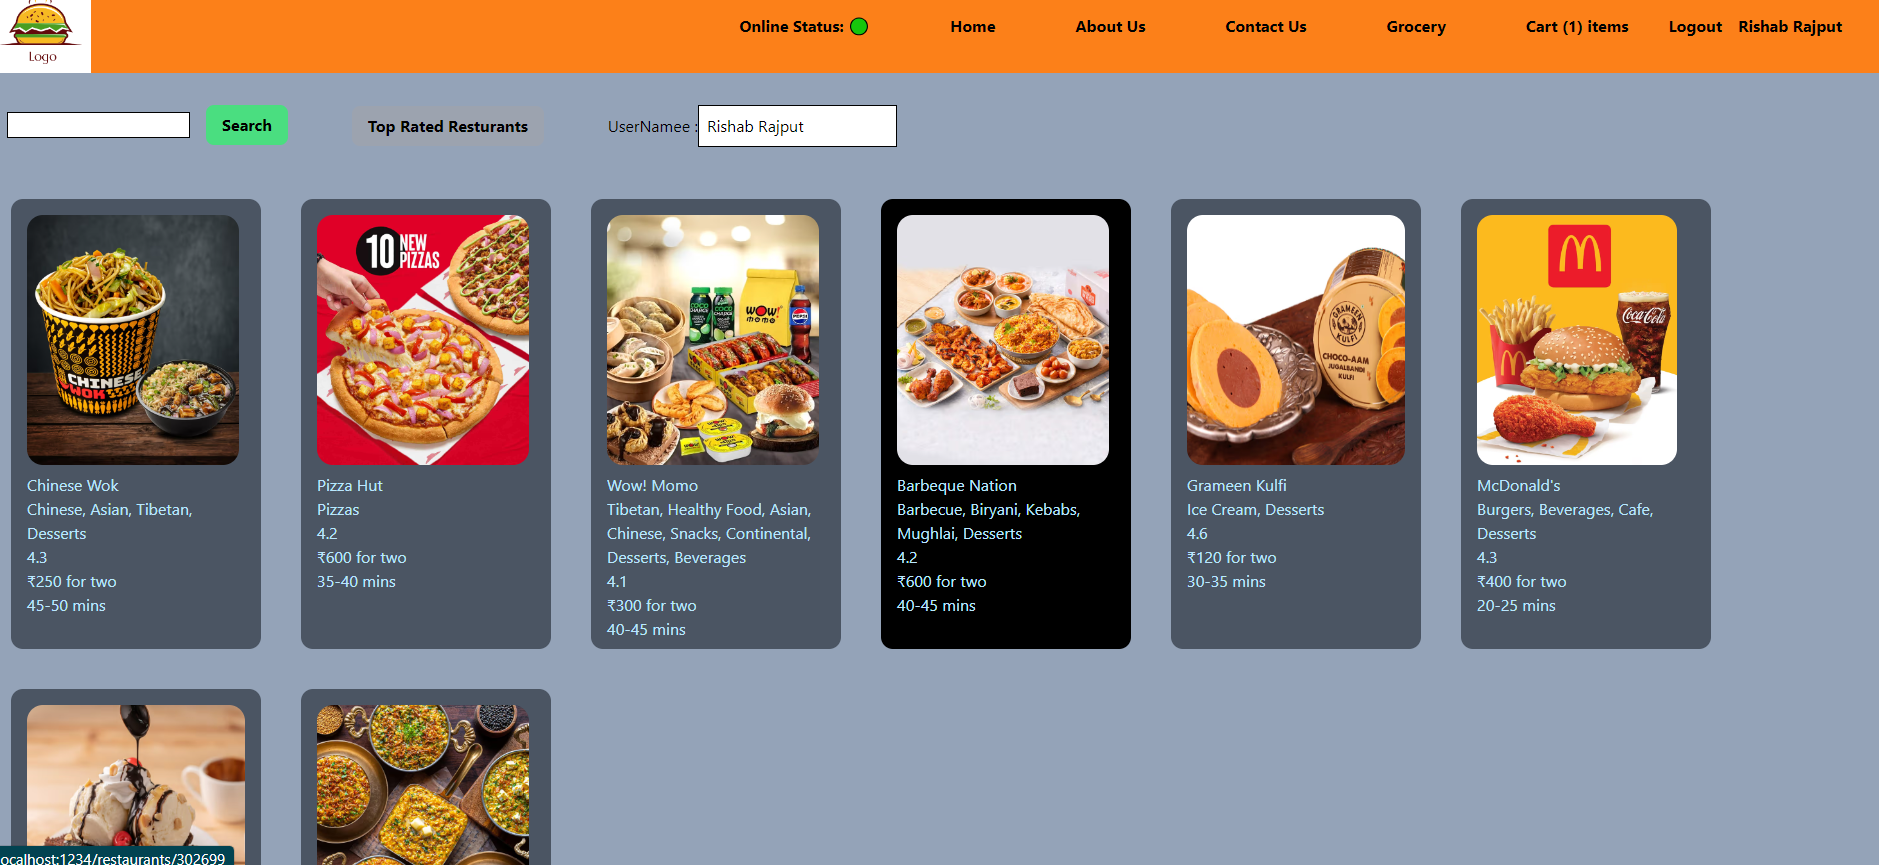 Logo
Online Status:
Home
About Us
Contact Us
Grocery
Cart (1) items
Logout
Rishab Rajput
Search
Top Rated Resturants
UserNamee :
Rishab Rajput
CHINESE
WOK
Chinese Wok
Chinese, Asian, Tibetan,
Desserts
4.3
₹250 for two
45-50 mins
10 NEW
PIZZAS
Pizza Hut
Pizzas
4.2
₹600 for two
35-40 mins
COCO
CHARGE
COCO
CHARGE
WOW!
MOMO
pepsi
Wow! Momo
Tibetan, Healthy Food, Asian,
Chinese, Snacks, Continental,
Desserts, Beverages
4.1
₹300 for two
40-45 mins
Barbeque Nation
Barbecue, Biryani, Kebabs,
Mughlai, Desserts
4.2
₹600 for two
40-45 mins
GRAMEEN
KULFI
CHOCO-AAM
JUGALBANDI
KULFI
Grameen Kulfi
Ice Cream, Desserts
4.6
₹120 for two
30-35 mins
Coca-Cola
McDonald's
Burgers, Beverages, Cafe,
Desserts
4.3
₹400 for two
20-25 mins
ocalhost:1234/restaurants/302699